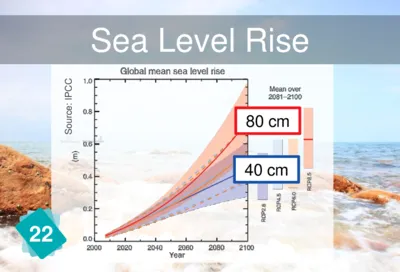 Sea Level Rise
Global mean sea level rise
Source: IPCC
(m)
1.0
0.8
0.6
0.4
0.2
0.0
2000
2020
2040
2060
2080
2100
Year
Mean over
2081–2100
80 cm
40 cm
RCP2.6
RCP4.5
RCP6.0
RCP8.5
22